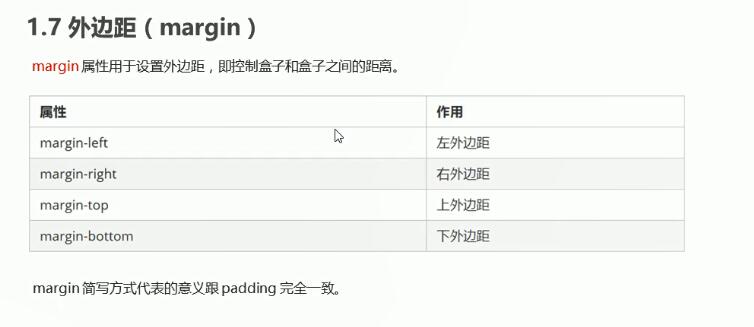 1.7 外边距（margin）
margin 属性用于设置外边距，即控制盒子和盒子之间的距离。
属性 作用
margin-left 左外边距
margin-right 右外边距
margin-top 上外边距
margin-bottom 下外边距
margin 简写方式代表的意义跟 padding 完全一致。